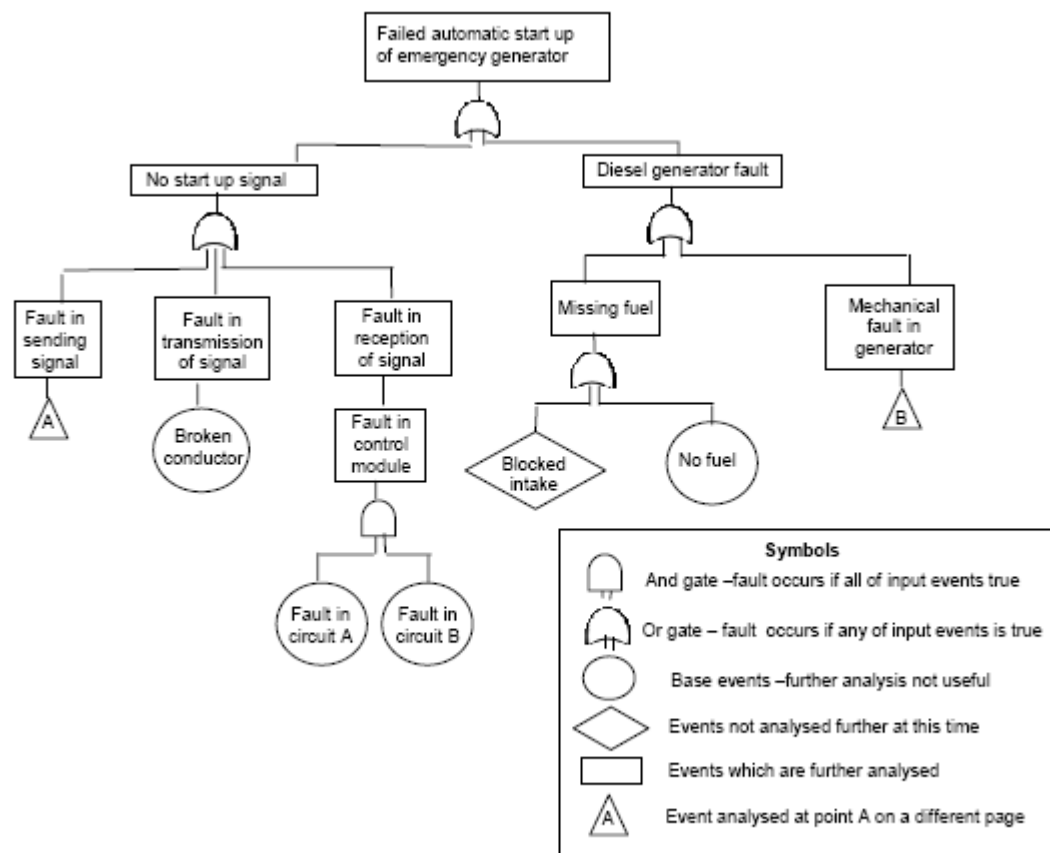 Failed automatic start up
of emergency generator
No start up signal
Diesel generator fault
Fault in
sending
signal
Fault in
transmission
of signal
Fault in
reception
of signal
Missing fuel
Mechanical
fault in
generator
A
Broken
conductor
Fault in
control
module
Blocked
intake
No fuel
B
Fault in
circuit A
Fault in
circuit B
Symbols
And gate –fault occurs if all of input events true
Or gate – fault occurs if any of input events is true
Base events –further analysis not useful
Events not analysed further at this time
Events which are further analysed
A
Event analysed at point A on a different page